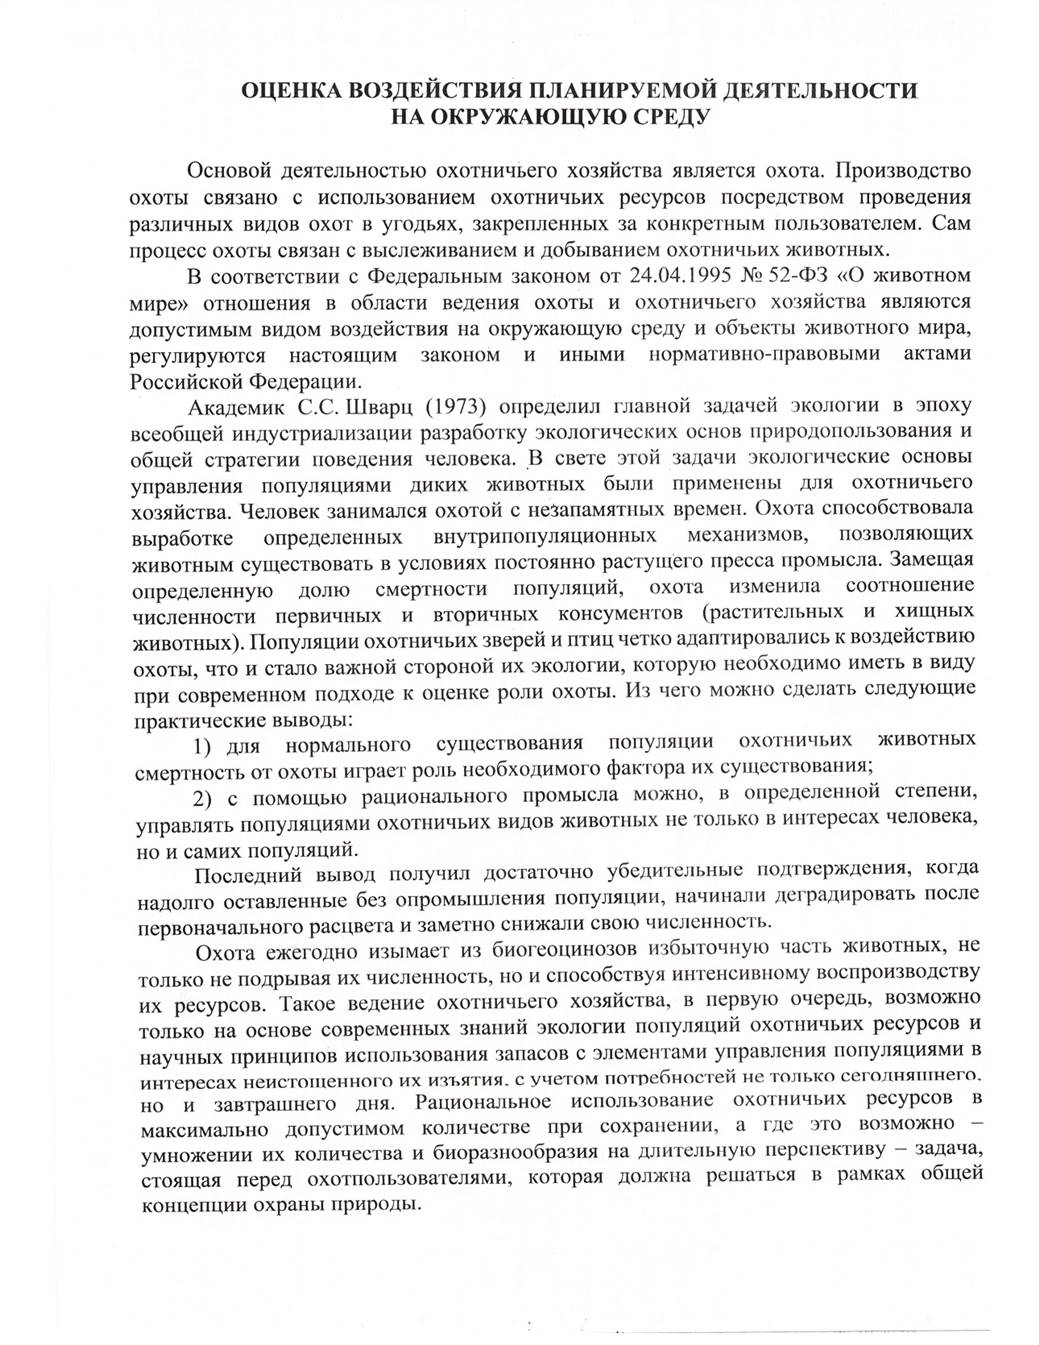 ОЦЕНКА ВОЗДЕЙСТВИЯ ПЛАНИРУЕМОЙ ДЕЯТЕЛЬНОСТИ
НА ОКРУЖАЮЩУЮ СРЕДУ
Основой деятельностью охотничьего хозяйства является охота. Производство
охоты связано с использованием охотничьих ресурсов посредством проведения
различных видов охот в угодьях, закрепленных за конкретным пользователем. Сам
процесс охоты связан с выслеживанием и добыванием охотничьих животных.
В соответствии с Федеральным законом от 24.04.1995 № 52-ФЗ «О животном
мире» отношения в области ведения охоты и охотничьего хозяйства являются
допустимым видом воздействия на окружающую среду и объекты животного мира,
регулируются настоящим законом и иными нормативно-правовыми актами
Российской Федерации.
Академик С.С. Шварц (1973) определил главной задачей экологии в эпоху
всеобщей индустриализации разработку экологических основ природопользования и
общей стратегии поведения человека. В свете этой задачи экологические основы
управления популяциями диких животных были применены для охотничьего
хозяйства. Человек занимался охотой с незапамятных времен. Охота способствовала
выработке определенных внутрипопуляционных механизмов, позволяющих
животным существовать в условиях постоянно растущего пресса промысла. Замещая
определенную долю смертности популяций, охота изменила соотношение
численности первичных и вторичных консументов (растительных и хищных
животных). Популяции охотничьих зверей и птиц четко адаптировались к воздействию
охоты, что и стало важной стороной их экологии, которую необходимо иметь в виду
при современном подходе к оценке роли охоты. Из чего можно сделать следующие
практические выводы:
1) для нормального существования популяции охотничьих животных
смертность от охоты играет роль необходимого фактора их существования;
2) с помощью рационального промысла можно, в определенной степени,
управлять популяциями охотничьих видов животных не только в интересах человека,
но и самих популяций.
Последний вывод получил достаточно убедительные подтверждения, когда
надолго оставленные без опромышления популяции, начинали деградировать после
первоначального расцвета и заметно снижали свою численность.
Охота ежегодно изымает из биогеоцинозов избыточную часть животных, не
только не подрывая их численность, но и способствуя интенсивному воспроизводству
их ресурсов. Такое ведение охотничьего хозяйства, в первую очередь, возможно
только на основе современных знаний экологии популяций охотничьих ресурсов и
научных принципов использования запасов с элементами управления популяциями в
интересах неистощенного их изъятия, с учетом потребностей не только сегодняшнего,
но и завтрашнего дня. Рациональное использование охотничьих ресурсов в
максимально допустимом количестве при сохранении, а где это возможно –
умножении их количества и биоразнообразия на длительную перспективу – задача,
стоящая перед охотпользователями, которая должна решаться в рамках общей
концепции охраны природы.